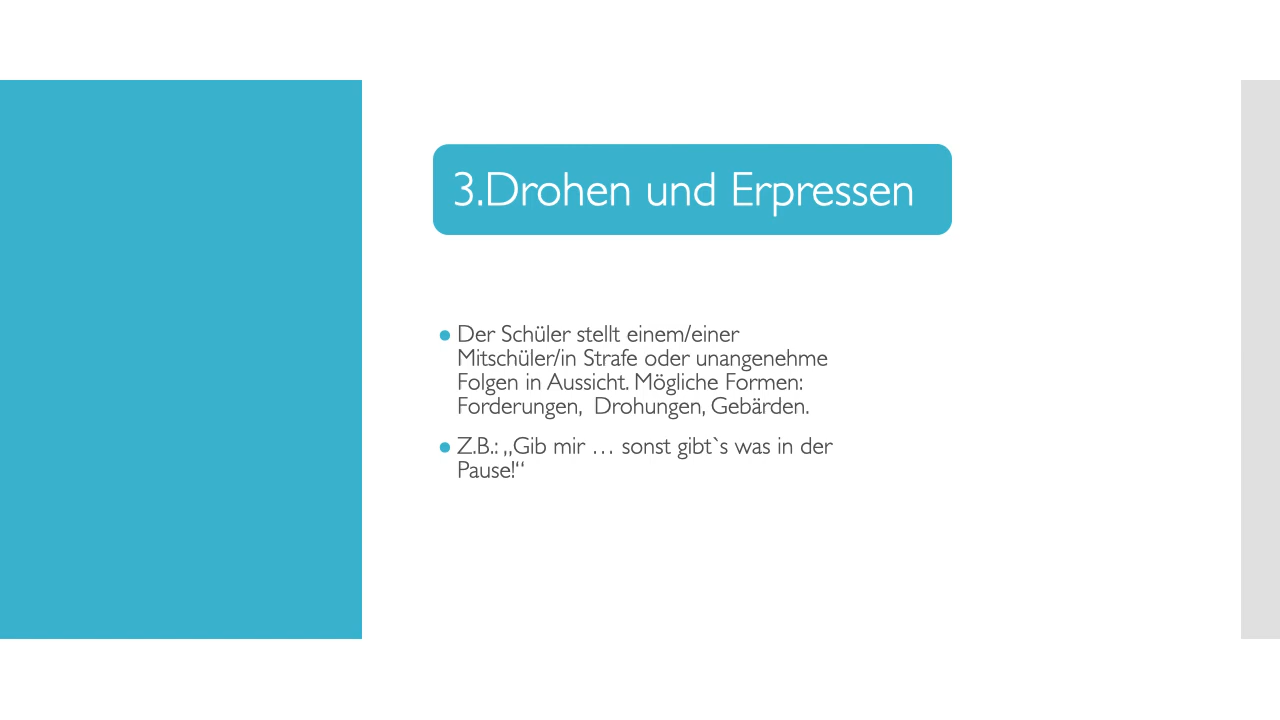 3.Drohen und Erpressen
• Der Schüler stellt einem/einer
Mitschüler/in Strafe oder unangenehme
Folgen in Aussicht. Mögliche Formen:
Forderungen,  Drohungen, Gebärden.
• Z.B.: „Gib mir … sonst gibt`s was in der
Pause!“